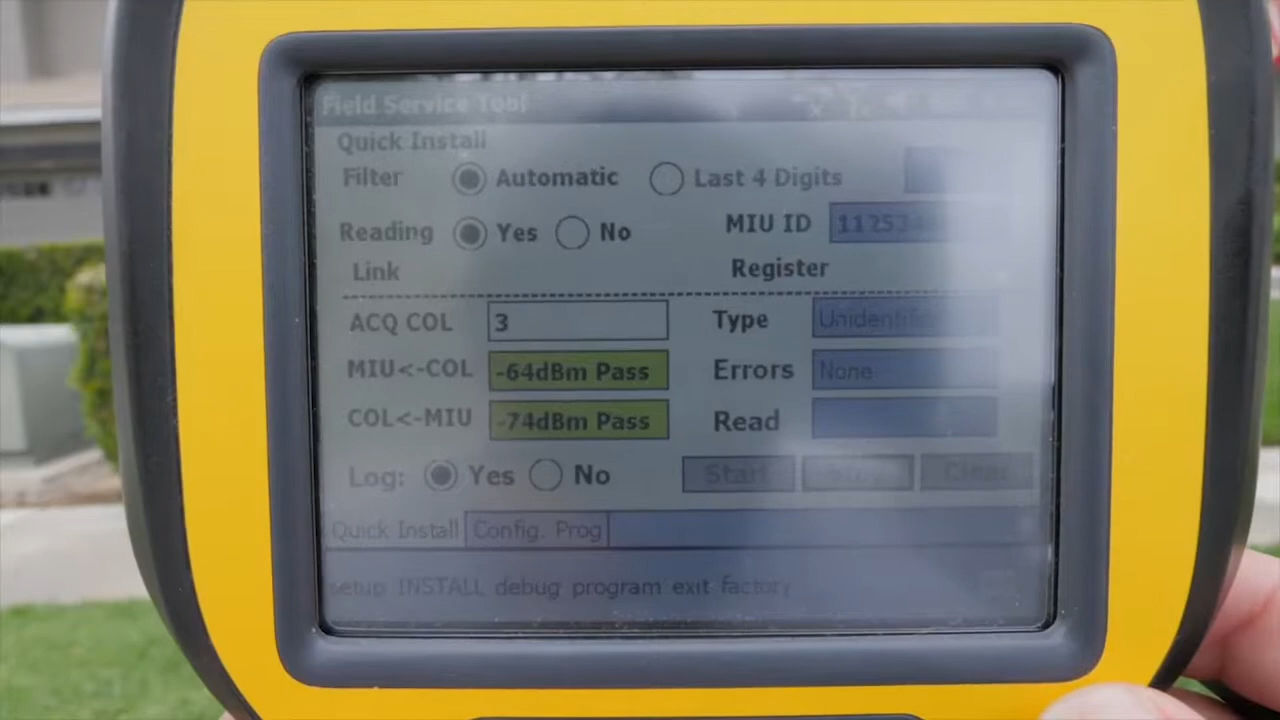 Field Service Tool
Quick Install
Filter Automatic Last 4 Digits
Reading Yes No MIU ID
Link Register
ACQ COL 3 Type
MIU<-COL -64dBm Pass Errors None
COL<-MIU -74dBm Pass Read
Log: Yes No Start Clear
Quick Install Config. Prog
setup INSTALL debug program exit factory